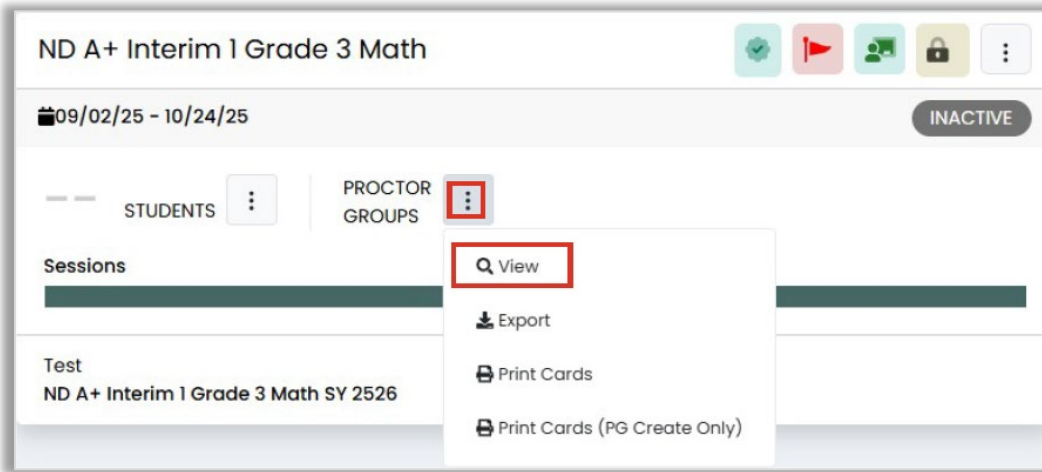 ND A+ Interim 1 Grade 3 Math
09/02/25 - 10/24/25
INACTIVE
STUDENTS
PROCTOR
GROUPS
View
Export
Print Cards
Print Cards (PG Create Only)
Sessions
Test
ND A+ Interim 1 Grade 3 Math SY 2526